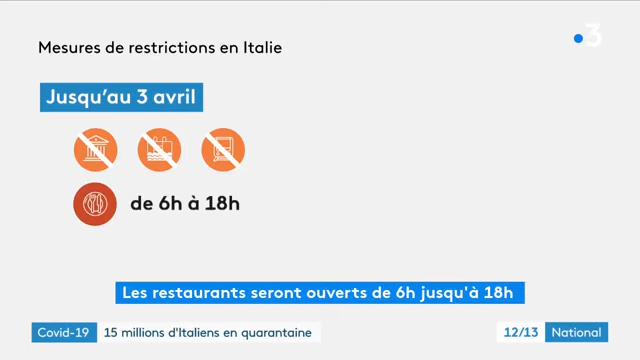 3
Mesures de restrictions en Italie
Jusqu'au 3 avril
de 6h à 18h
Les restaurants seront ouverts de 6h jusqu'à 18h
Covid-19 15 millions d'Italiens en quarantaine 12/13 National